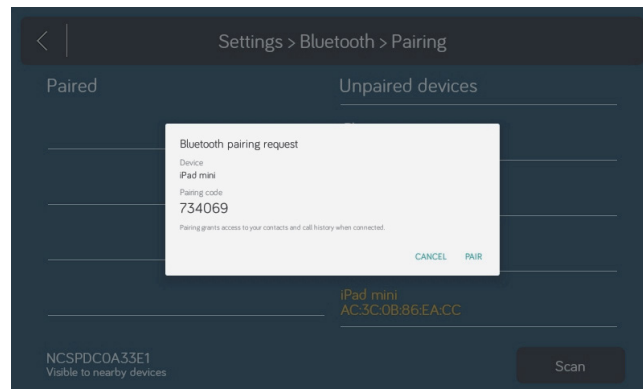 Settings > Bluetooth > Pairing
Paired
Unpaired devices
Bluetooth pairing request
Device
iPad mini
Pairing code
734069
Pairing grants access to your contacts and call history when connected.
CANCEL PAIR
iPad mini
AC:3C:0B:86:EA:CC
NCSPDC0A33E1
Visible to nearby devices
Scan